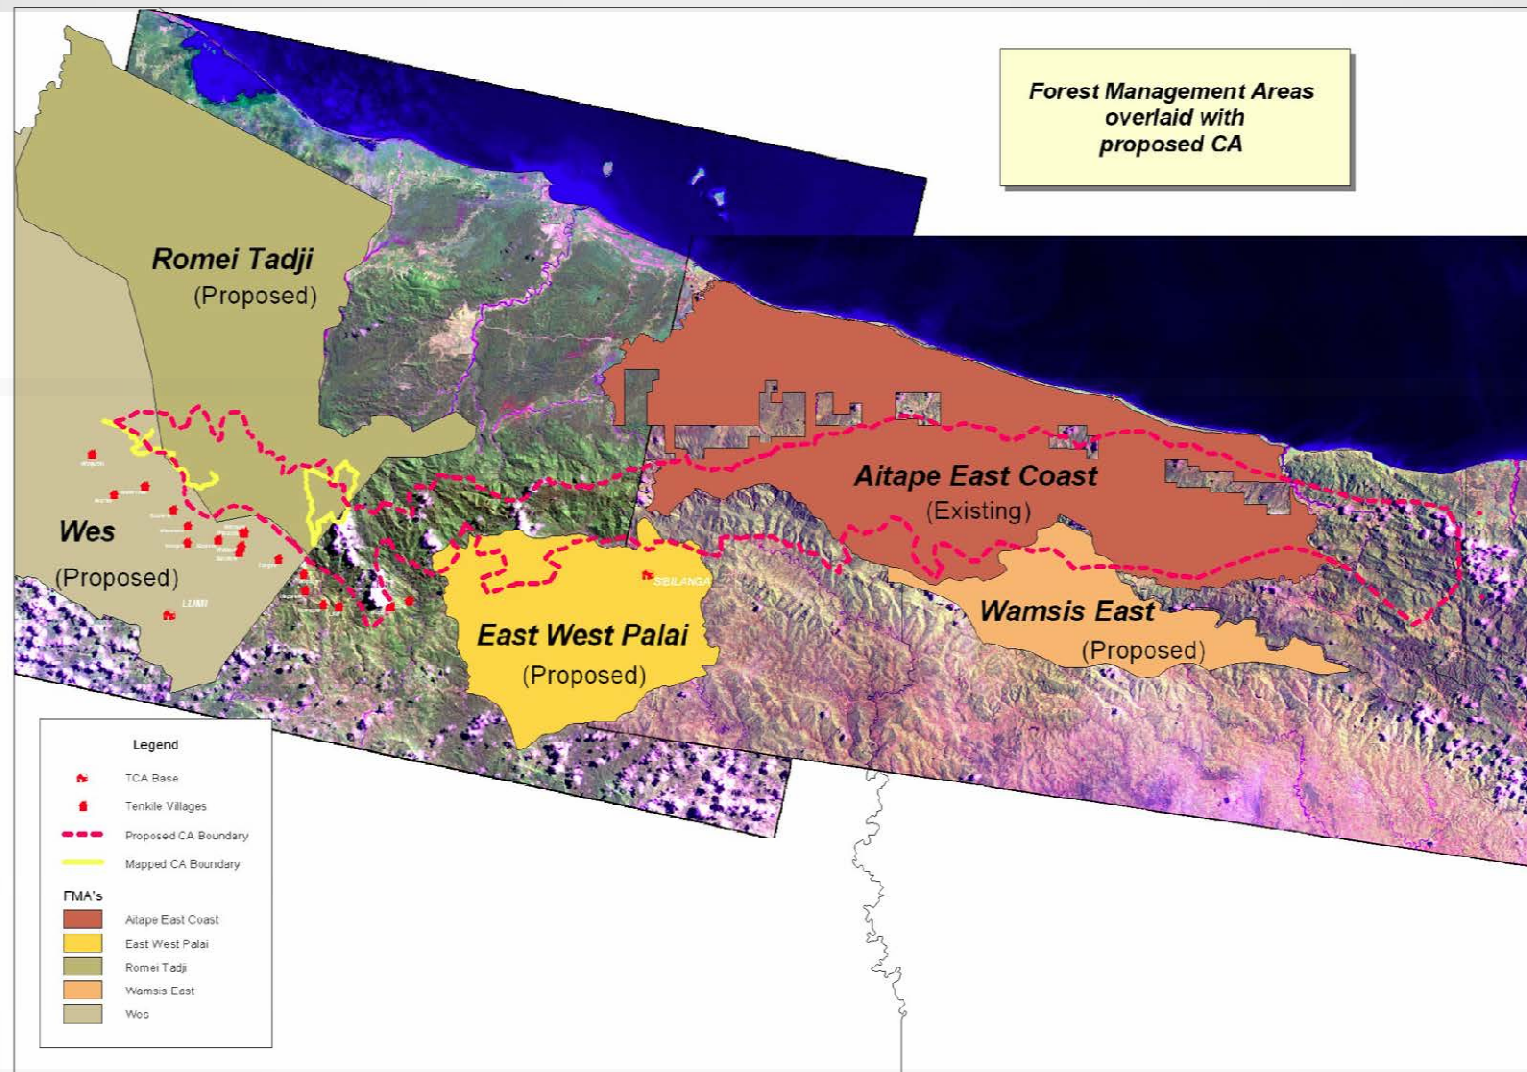 Forest Management Areas
overlaid with
proposed CA
Romei Tadji
(Proposed)
Aitape East Coast
(Existing)
Wes
(Proposed)
LUMI
SIBILANGA
East West Palai
(Proposed)
Wamsis East
(Proposed)
Legend
TCA Base
Tenkile Villages
Proposed CA Boundary
Mapped CA Boundary
FMA's
Aitape East Coast
East West Palai
Romei Tadji
Wamsis East
Wes